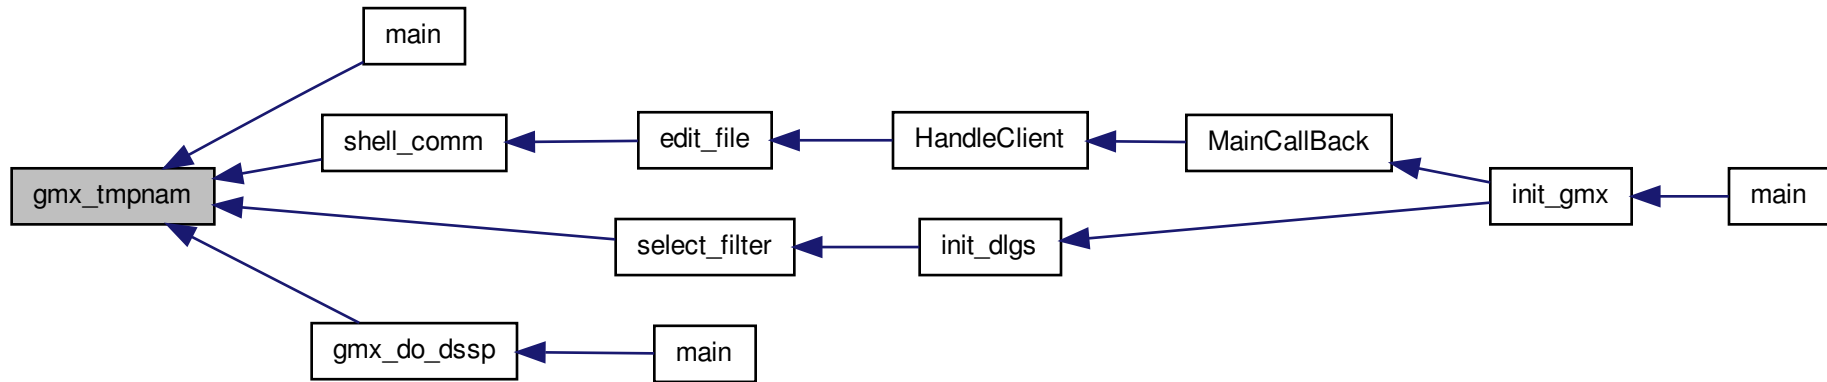 main
shell_comm
edit_file
HandleClient
MainCallBack
gmx_tmpnam
init_gmx
main
select_filter
init_dlgs
gmx_do_dssp
main